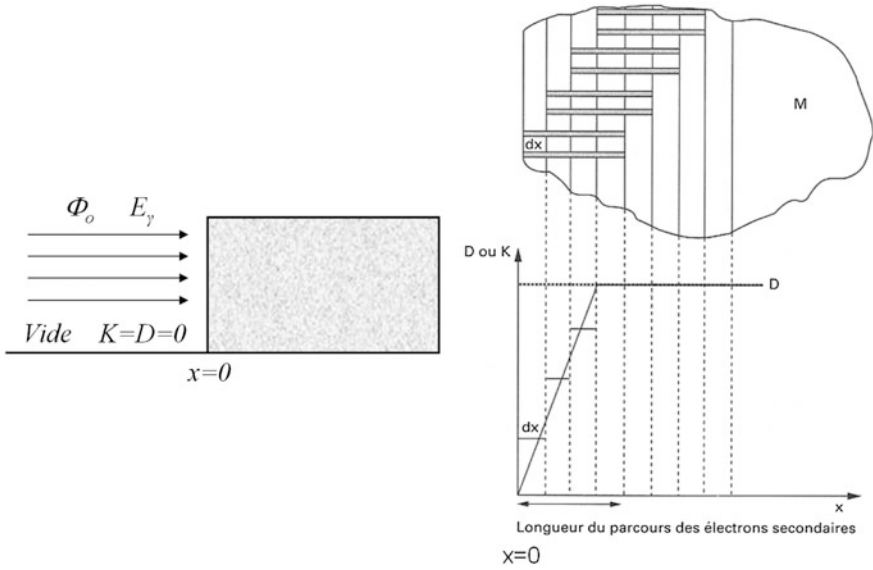 Φo Eγ
Vide K=D=0
x=0
M
dx
D ou K
D
dx
x
Longueur du parcours des électrons secondaires
x=0